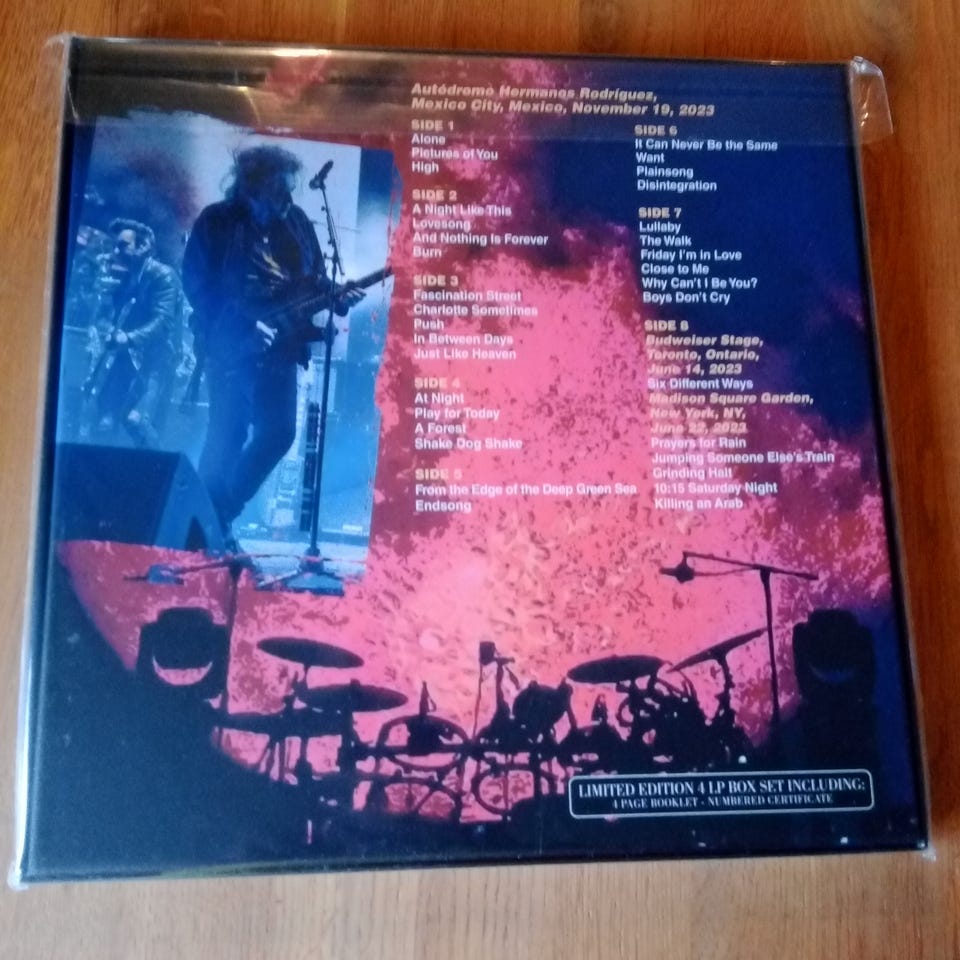 Autódromo Hermanos Rodríguez,
Mexico City, Mexico, November 19, 2023
SIDE 1
Alone
Pictures of You
High
SIDE 2
A Night Like This
Lovesong
And Nothing Is Forever
Burn
SIDE 3
Fascination Street
Charlotte Sometimes
Push
In Between Days
Just Like Heaven
SIDE 4
At Night
Play for Today
A Forest
Shake Dog Shake
SIDE 5
From the Edge of the Deep Green Sea
Endsong
SIDE 6
It Can Never Be the Same
Want
Plainsong
Disintegration
SIDE 7
Lullaby
The Walk
Friday I'm in Love
Close to Me
Why Can't I Be You?
Boys Don't Cry
SIDE 8
Budweiser Stage,
Toronto, Ontario,
June 14, 2023
Six Different Ways
Madison Square Garden,
New York, NY,
June 22, 2023
Prayers for Rain
Jumping Someone Else's Train
Grinding Halt
10:15 Saturday Night
Killing an Arab
LIMITED EDITION 4 LP BOX SET INCLUDING:
4 PAGE BOOKLET - NUMBERED CERTIFICATE